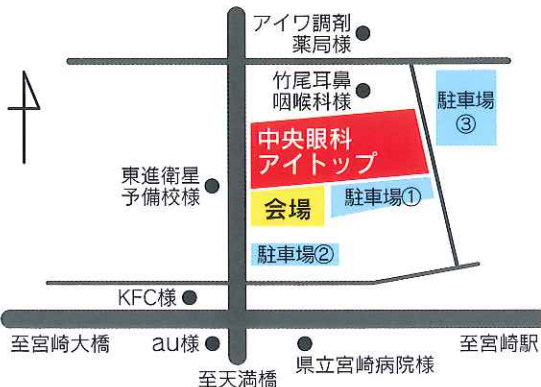 アイワ調剤
薬局様
竹尾耳鼻
咽喉科様
駐車場
③
中央眼科
アイトップ
東進衛星
予備校様
会場
駐車場①
駐車場②
KFC様
至宮崎大橋
au様
至天満橋
県立宮崎病院様
至宮崎駅